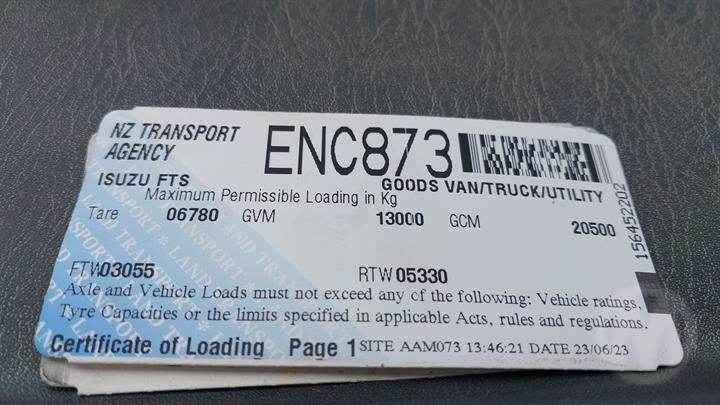 NZ TRANSPORT AGENCY
ENC873
ISUZU FTS
GOODS VAN/TRUCK/UTILITY
Maximum Permissible Loading in Kg
Tare 06780 GVM 13000 GCM 20500
156452202
FTW03055 RTW 05330
Axle and Vehicle Loads must not exceed any of the following: Vehicle ratings,
Tyre Capacities or the limits specified in applicable Acts, rules and regulations.
Certificate of Loading Page 1 SITE AAM073 13:46:21 DATE 23/06/23